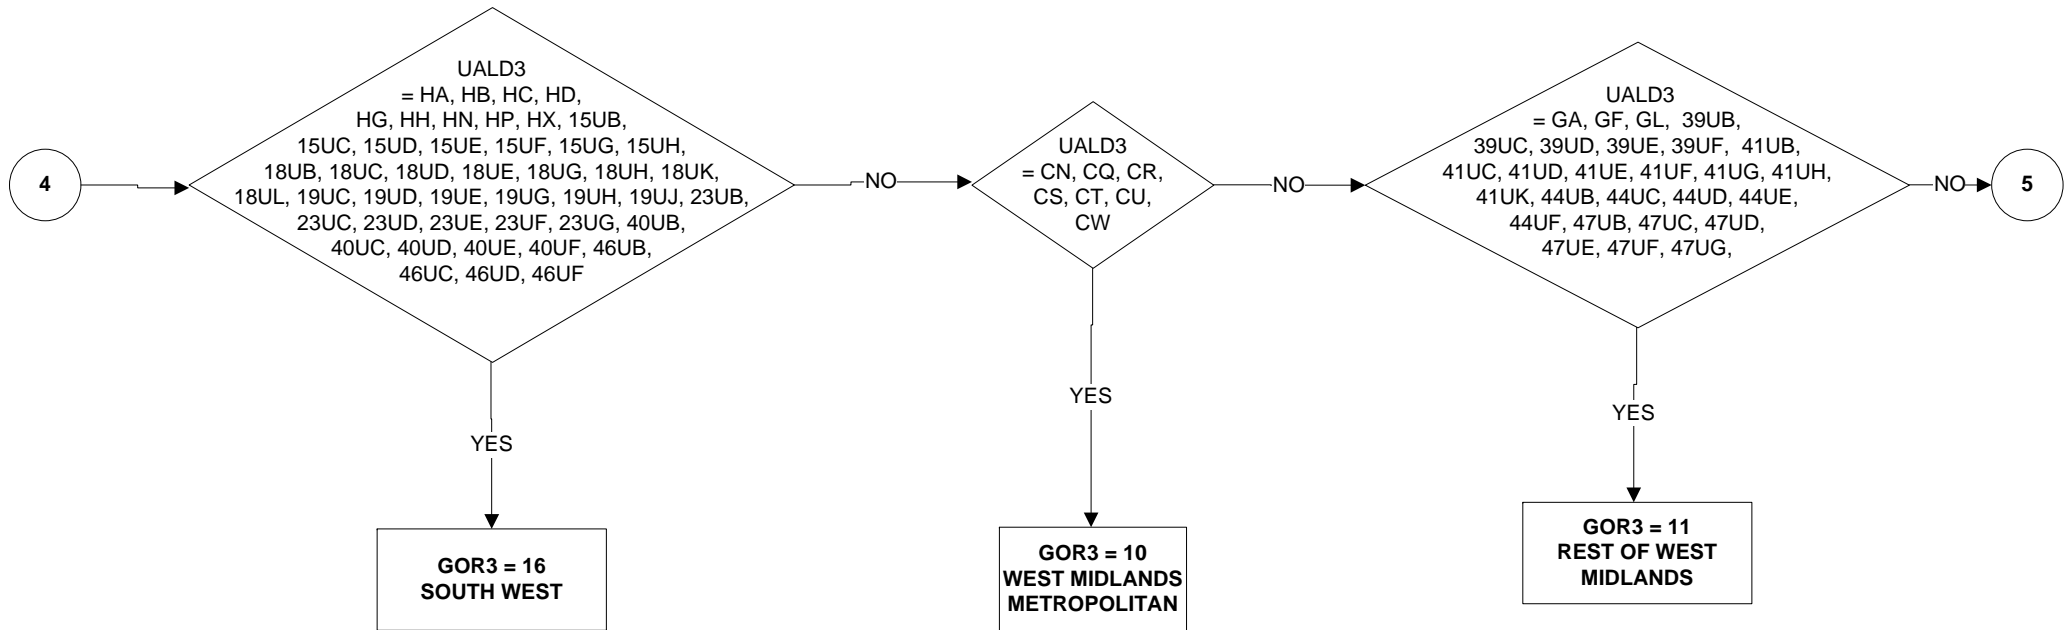 4
UALD3
= HA, HB, HC, HD,
HG, HH, HN, HP, HX, 15UB,
15UC, 15UD, 15UE, 15UF, 15UG, 15UH,
18UB, 18UC, 18UD, 18UE, 18UG, 18UH, 18UK,
18UL, 19UC, 19UD, 19UE, 19UG, 19UH, 19UJ, 23UB,
23UC, 23UD, 23UE, 23UF, 23UG, 40UB,
40UC, 40UD, 40UE, 40UF, 46UB,
46UC, 46UD, 46UF
NO
UALD3
= CN, CQ, CR,
CS, CT, CU,
CW
NO
UALD3
= GA, GF, GL, 39UB,
39UC, 39UD, 39UE, 39UF, 41UB,
41UC, 41UD, 41UE, 41UF, 41UG, 41UH,
41UK, 44UB, 44UC, 44UD, 44UE,
44UF, 47UB, 47UC, 47UD,
47UE, 47UF, 47UG,
NO
5
YES
YES
YES
GOR3 = 16
SOUTH WEST
GOR3 = 10
WEST MIDLANDS
METROPOLITAN
GOR3 = 11
REST OF WEST
MIDLANDS